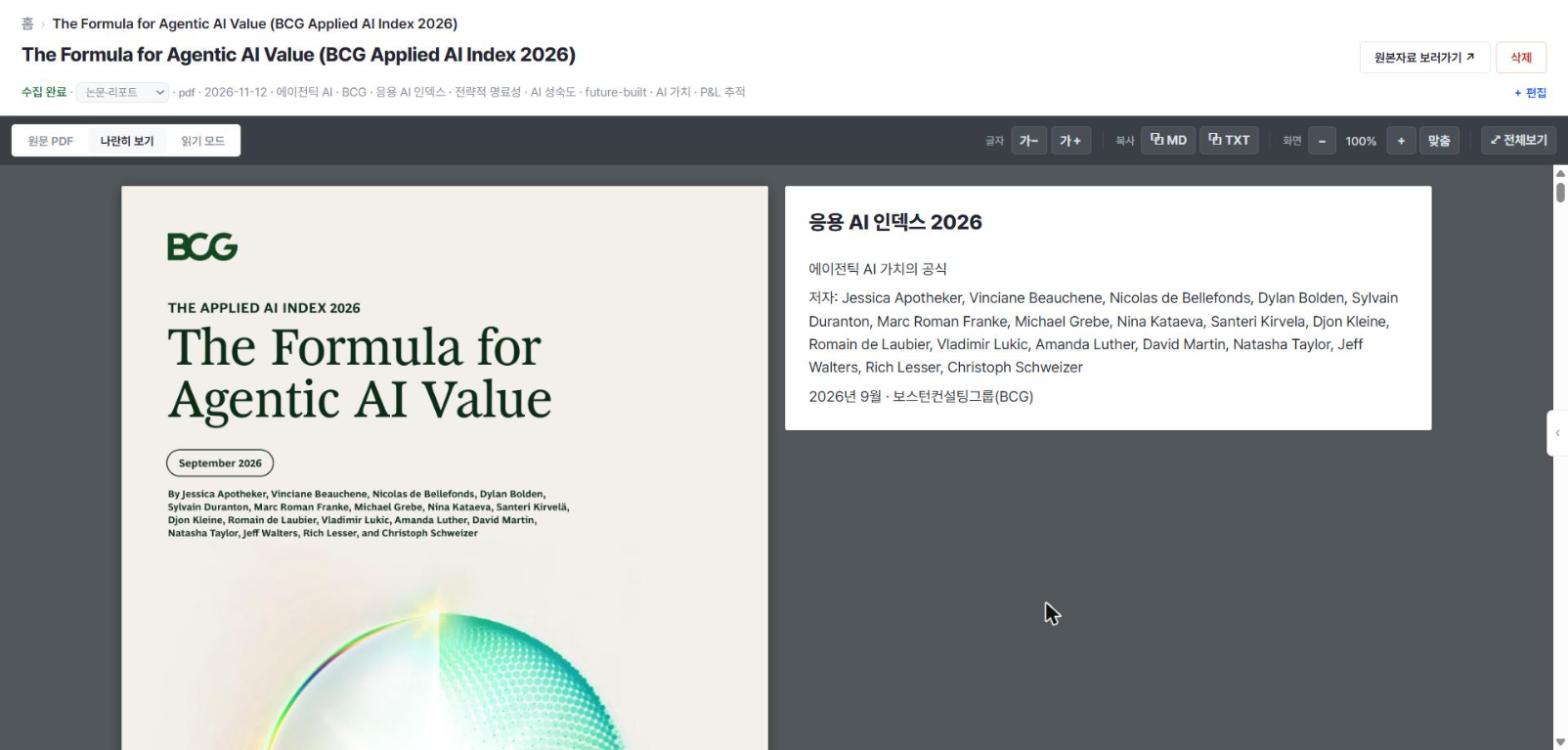 홈 › The Formula for Agentic AI Value (BCG Applied AI Index 2026)
The Formula for Agentic AI Value (BCG Applied AI Index 2026)
원본자료 보러가기 ↗ 삭제
수집 완료 · 논문·리포트 · pdf · 2026-11-12 · 에이전틱 AI · BCG · 응용 AI 인덱스 · 전략적 명료성 · AI 성숙도 · future-built · AI 가치 · P&L 추적
+ 편집
원문 PDF 나란히 보기 읽기 모드
글자 가− 가+ 복사 MD TXT 화면 − 100% + 맞춤 ⤢ 전체보기
BCG
THE APPLIED AI INDEX 2026
The Formula for
Agentic AI Value
September 2026
By Jessica Apotheker, Vinciane Beauchene, Nicolas de Bellefonds, Dylan Bolden,
Sylvain Duranton, Marc Roman Franke, Michael Grebe, Nina Kataeva, Santeri Kirvelä,
Djon Kleine, Romain de Laubier, Vladimir Lukic, Amanda Luther, David Martin,
Natasha Taylor, Jeff Walters, Rich Lesser, and Christoph Schweizer
응용 AI 인덱스 2026
에이전틱 AI 가치의 공식
저자: Jessica Apotheker, Vinciane Beauchene, Nicolas de Bellefonds, Dylan Bolden, Sylvain
Duranton, Marc Roman Franke, Michael Grebe, Nina Kataeva, Santeri Kirvela, Djon Kleine,
Romain de Laubier, Vladimir Lukic, Amanda Luther, David Martin, Natasha Taylor, Jeff
Walters, Rich Lesser, Christoph Schweizer
2026년 9월 · 보스턴컨설팅그룹(BCG)